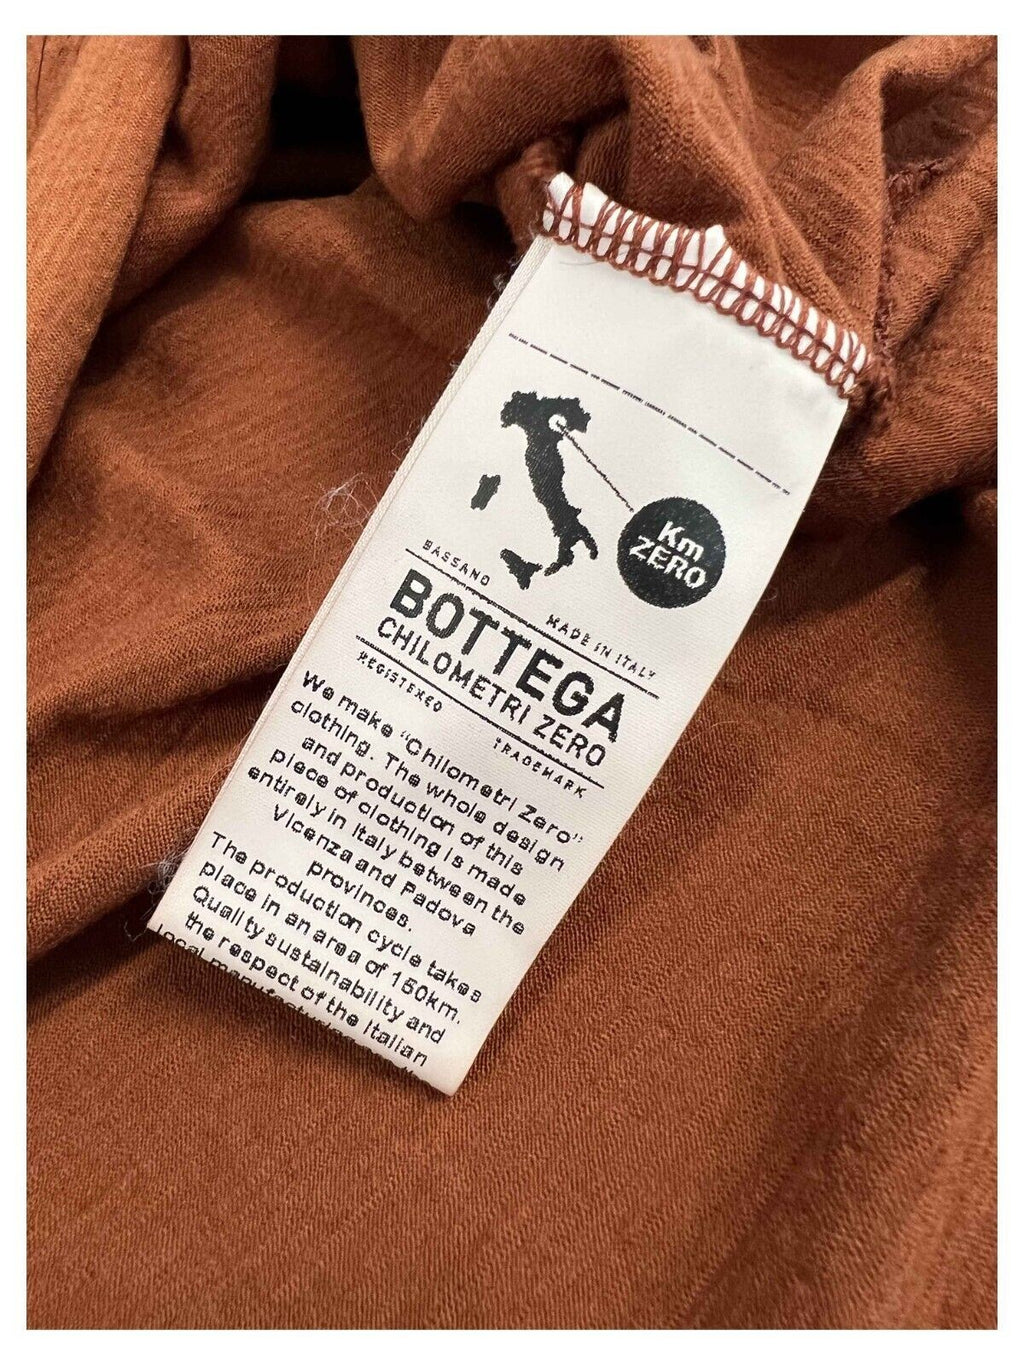 Km
ZERO
BASSANO
MADE IN ITALY
BOTTEGA
CHILOMETRI ZERO
REGISTERED
TRADEMARK
We make "Chilometri Zero"
clothing. The whole design
and production of this
piece of clothing is made
entirely in Italy between the
Vicenza and Padova
provinces.
The production cycle takes
place in an area of 150km.
Quality sustainability and
the respect of the Italian
local